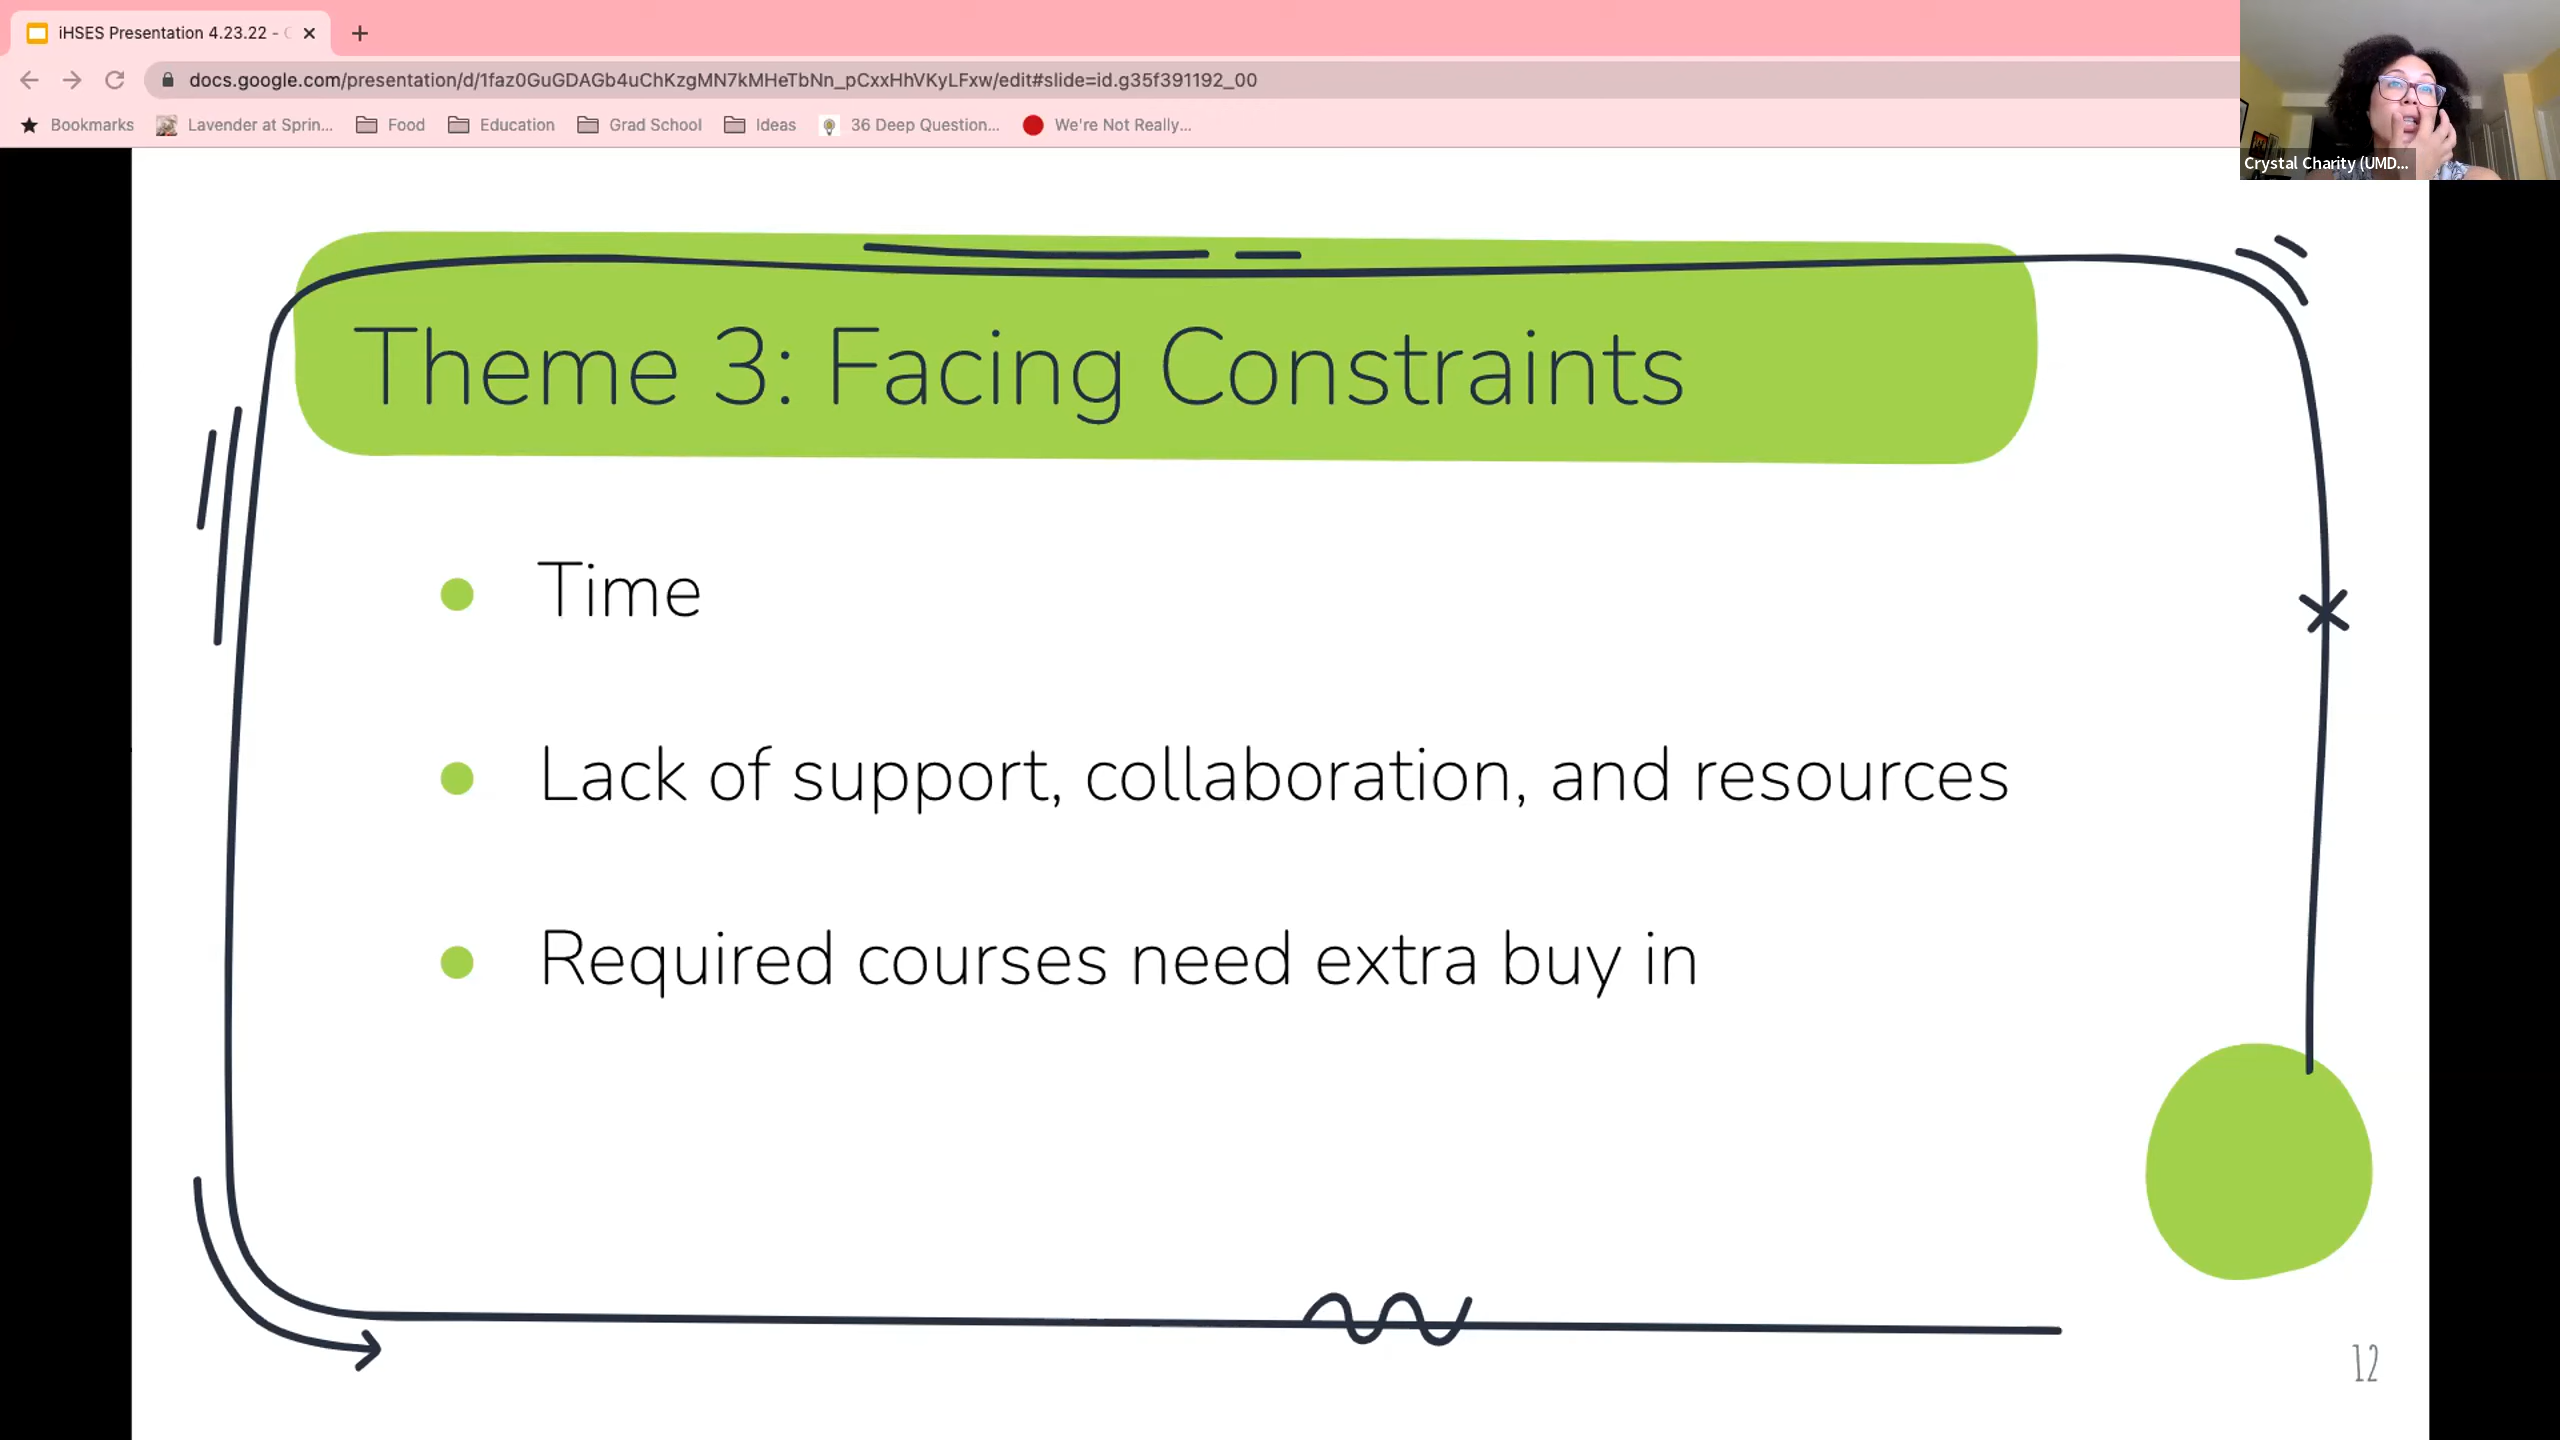 iHSES Presentation 4.23.22 -
docs.google.com/presentation/d/1faz0GuGDAGb4uChKzgMN7kMHeTbNn_pCxxHhVKyLFxw/edit#slide=id.g35f391192_00
Bookmarks Lavender at Sprin... Food Education Grad School Ideas 36 Deep Question... We're Not Really...
Crystal Charity (UMD...
Theme 3: Facing Constraints
Time
Lack of support, collaboration, and resources
Required courses need extra buy in
12